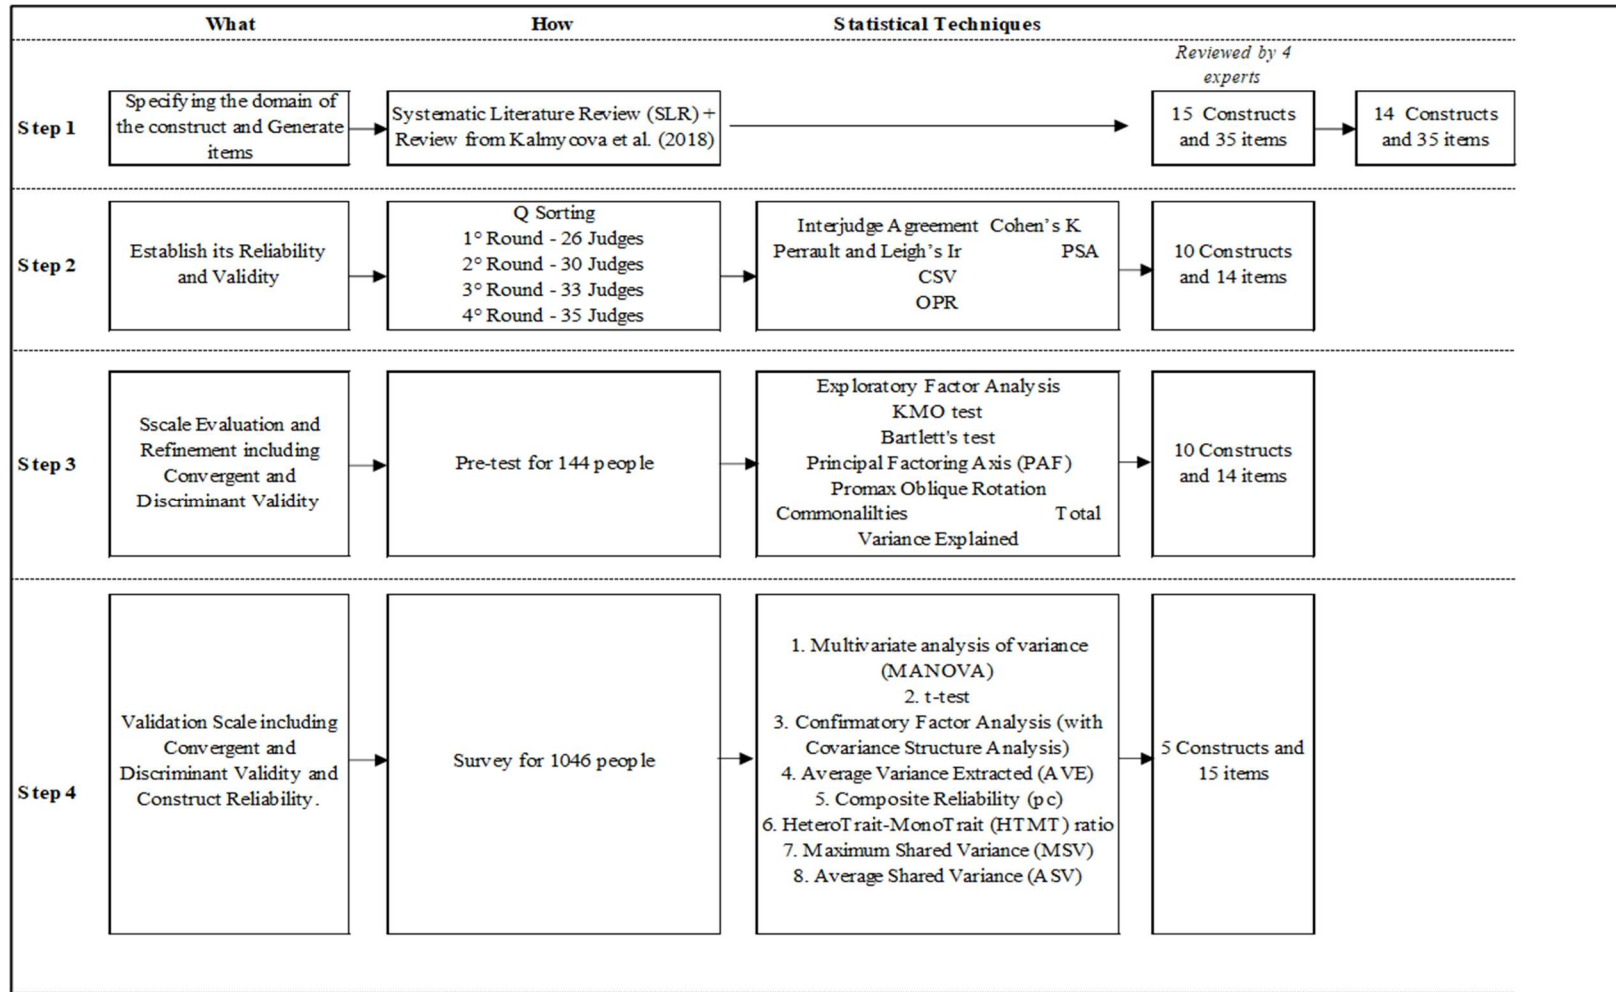 What
How
Statistical Techniques
Step 1
Specifying the domain of
the construct and Generate
items
Systematic Literature Review (SLR) +
Review from Kalmycova et al. (2018)
Reviewed by 4
experts
15 Constructs
and 35 items
14 Constructs
and 35 items
Step 2
Establish its Reliability
and Validity
Q Sorting
1° Round - 26 Judges
2° Round - 30 Judges
3° Round - 33 Judges
4° Round - 35 Judges
Interjudge Agreement Cohen's K
Perrault and Leigh's Ir PSA
CSV
OPR
10 Constructs
and 14 items
Step 3
Sscale Evaluation and
Refinement including
Convergent and
Discriminant Validity
Pre-test for 144 people
Exploratory Factor Analysis
KMO test
Bartlett's test
Principal Factoring Axis (PAF)
Promax Oblique Rotation
Commonalilties Total
Variance Explained
10 Constructs
and 14 items
Step 4
Validation Scale including
Convergent and
Discriminant Validity and
Construct Reliability.
Survey for 1046 people
1. Multivariate analysis of variance
(MANOVA)
2. t-test
3. Confirmatory Factor Analysis (with
Covariance Structure Analysis)
4. Average Variance Extracted (AVE)
5. Composite Reliability (pc)
6. HeteroTrait-MonoTrait (HTMT) ratio
7. Maximum Shared Variance (MSV)
8. Average Shared Variance (ASV)
5 Constructs and
15 items